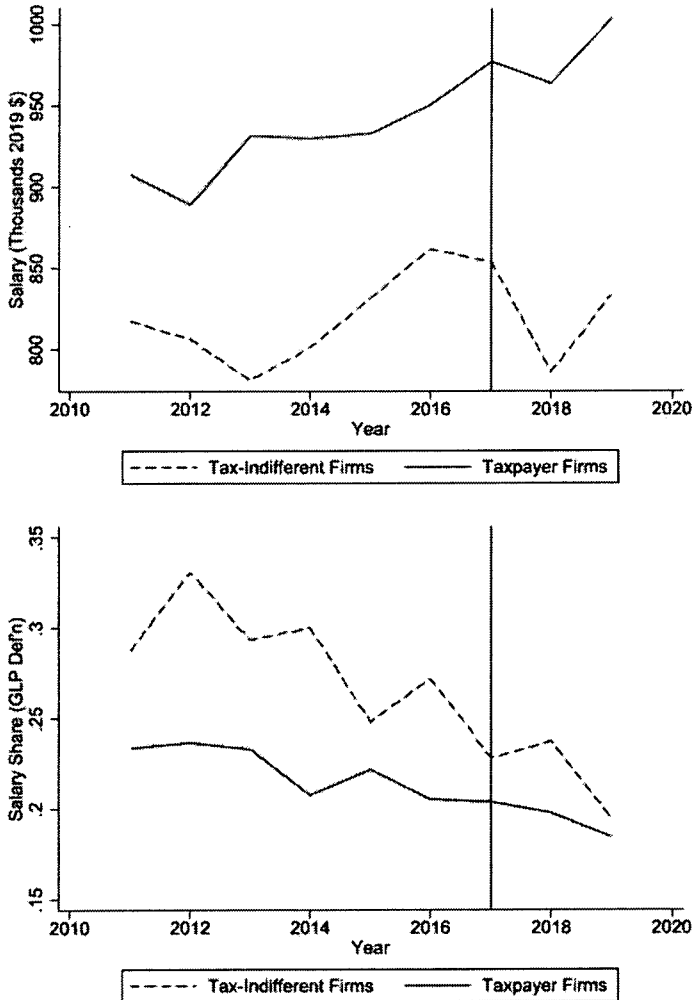 Salary (Thousands 2019 $)
1000
950
900
850
800
2010 2012 2014 2016 2018 2020
Year
Tax-Indifferent Firms Taxpayer Firms
Salary Share (GLP Def'n)
.35
.3
.25
.2
.15
2010 2012 2014 2016 2018 2020
Year
Tax-Indifferent Firms Taxpayer Firms